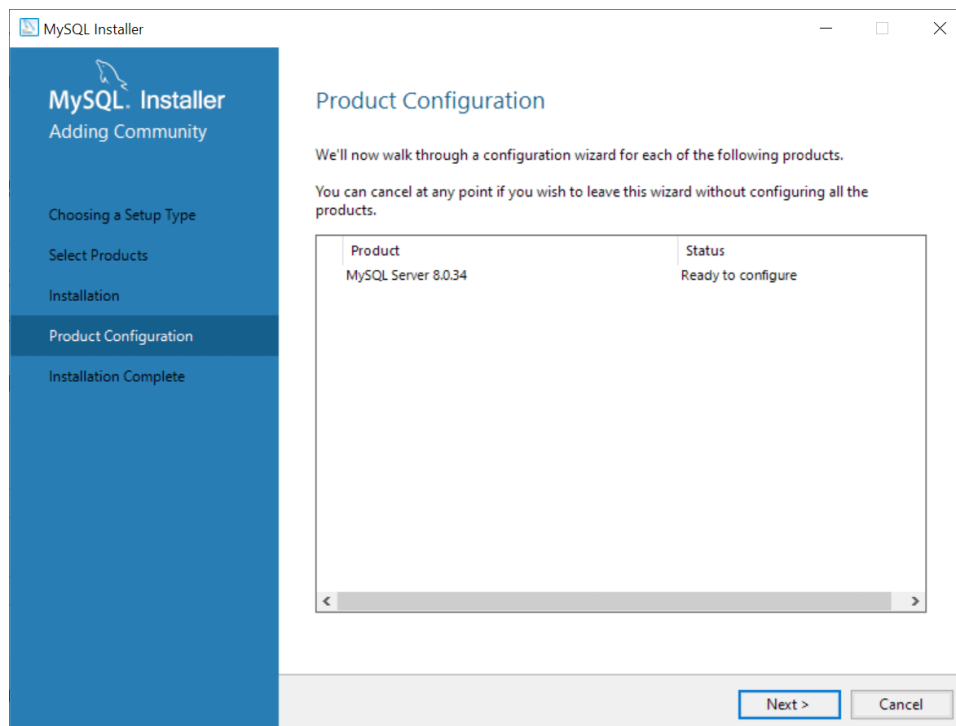 MySQL Installer
MySQL. Installer
Adding Community
Choosing a Setup Type
Select Products
Installation
Product Configuration
Installation Complete
Product Configuration
We'll now walk through a configuration wizard for each of the following products.
You can cancel at any point if you wish to leave this wizard without configuring all the
products.
Product Status
MySQL Server 8.0.34 Ready to configure
Next > Cancel